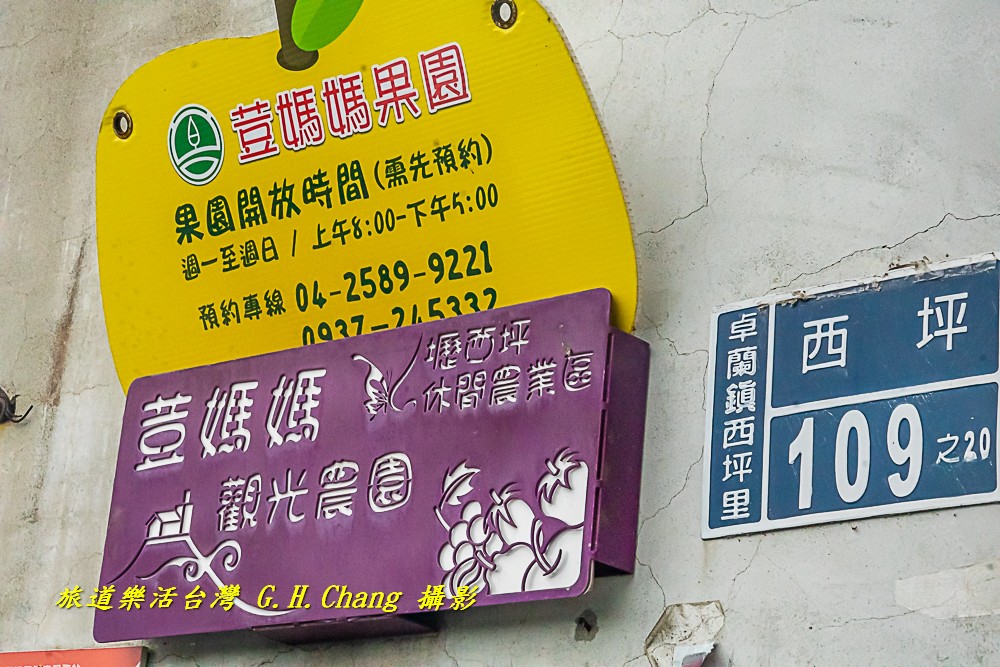 荳媽媽果園
果園開放時間(需先預約)
週一至週日 / 上午8:00-下午5:00
預約專線 04-2589-9221
0937-245332
壢西坪
休閒農業區
荳媽媽
觀光農園
卓蘭鎮西坪里
西坪
109之20
旅道樂活台灣 G.H.Chang 攝影